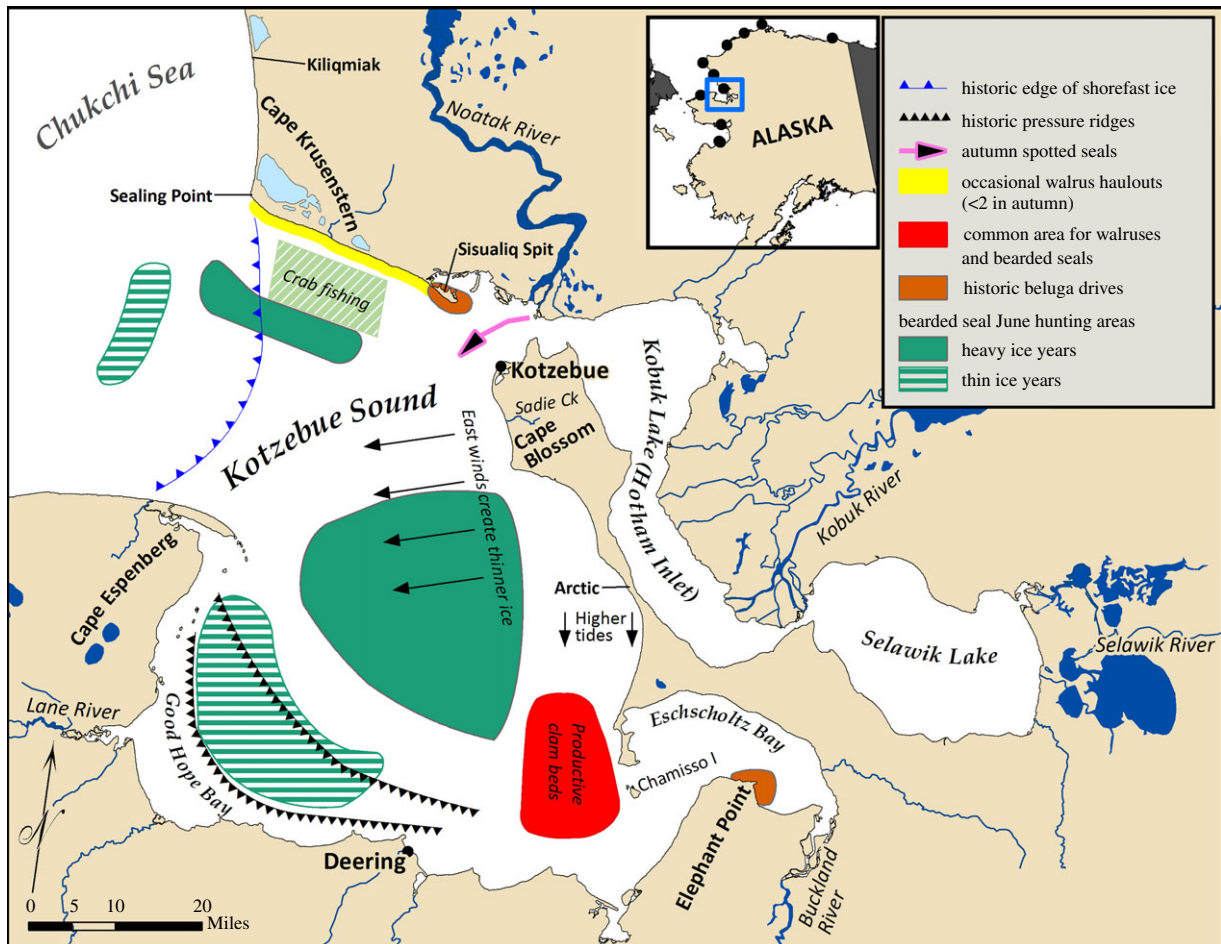 Chukchi Sea
Kiliqmiak
Cape Krusenstern
Sealing Point
Noatak River
Sisualiq Spit
Crab fishing
ALASKA
historic edge of shorefast ice
historic pressure ridges
autumn spotted seals
occasional walrus haulouts
(<2 in autumn)
common area for walruses
and bearded seals
historic beluga drives
bearded seal June hunting areas
heavy ice years
thin ice years
Kotzebue
Sadie Ck
Cape
Blossom
Kotzebue Sound
East winds create thinner ice
Kobuk Lake (Hotham Inlet)
Kobuk River
Cape Espenberg
Arctic
Higher
tides
Selawik Lake
Selawik River
Lane River
Good Hope Bay
Productive
clam beds
Eschscholtz Bay
Chamisso I
Elephant Point
Buckland
River
Deering
N
0 5 10 20
Miles